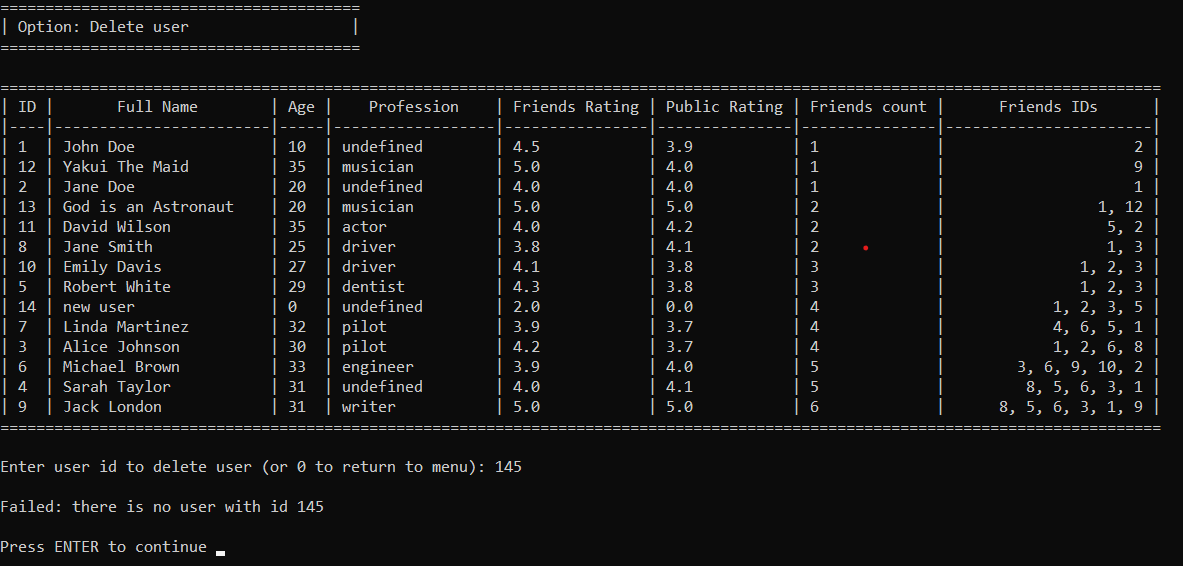 ========================================
| Option: Delete user                  |
========================================
=================================================================================================================================
| ID |       Full Name        | Age |    Profession    | Friends Rating | Public Rating | Friends count |      Friends IDs      |
|----|------------------------|-----|------------------|----------------|---------------|---------------|-----------------------|
| 1  | John Doe               | 10  | undefined        | 4.5            | 3.9           | 1             |                     2 |
| 12 | Yakui The Maid         | 35  | musician         | 5.0            | 4.0           | 1             |                     9 |
| 2  | Jane Doe               | 20  | undefined        | 4.0            | 4.0           | 1             |                     1 |
| 13 | God is an Astronaut    | 20  | musician         | 5.0            | 5.0           | 2             |                 1, 12 |
| 11 | David Wilson           | 35  | actor            | 4.0            | 4.2           | 2             |                  5, 2 |
| 8  | Jane Smith             | 25  | driver           | 3.8            | 4.1           | 2             |                  1, 3 |
| 10 | Emily Davis            | 27  | driver           | 4.1            | 3.8           | 3             |               1, 2, 3 |
| 5  | Robert White           | 29  | dentist          | 4.3            | 3.8           | 3             |               1, 2, 3 |
| 14 | new user               | 0   | undefined        | 2.0            | 0.0           | 4             |            1, 2, 3, 5 |
| 7  | Linda Martinez         | 32  | pilot            | 3.9            | 3.7           | 4             |            4, 6, 5, 1 |
| 3  | Alice Johnson          | 30  | pilot            | 4.2            | 3.7           | 4             |            1, 2, 6, 8 |
| 6  | Michael Brown          | 33  | engineer         | 3.9            | 4.0           | 5             |        3, 6, 9, 10, 2 |
| 4  | Sarah Taylor           | 31  | undefined        | 4.0            | 4.1           | 5             |         8, 5, 6, 3, 1 |
| 9  | Jack London            | 31  | writer           | 5.0            | 5.0           | 6             |      8, 5, 6, 3, 1, 9 |
=================================================================================================================================
Enter user id to delete user (or 0 to return to menu): 145
Failed: there is no user with id 145
Press ENTER to continue